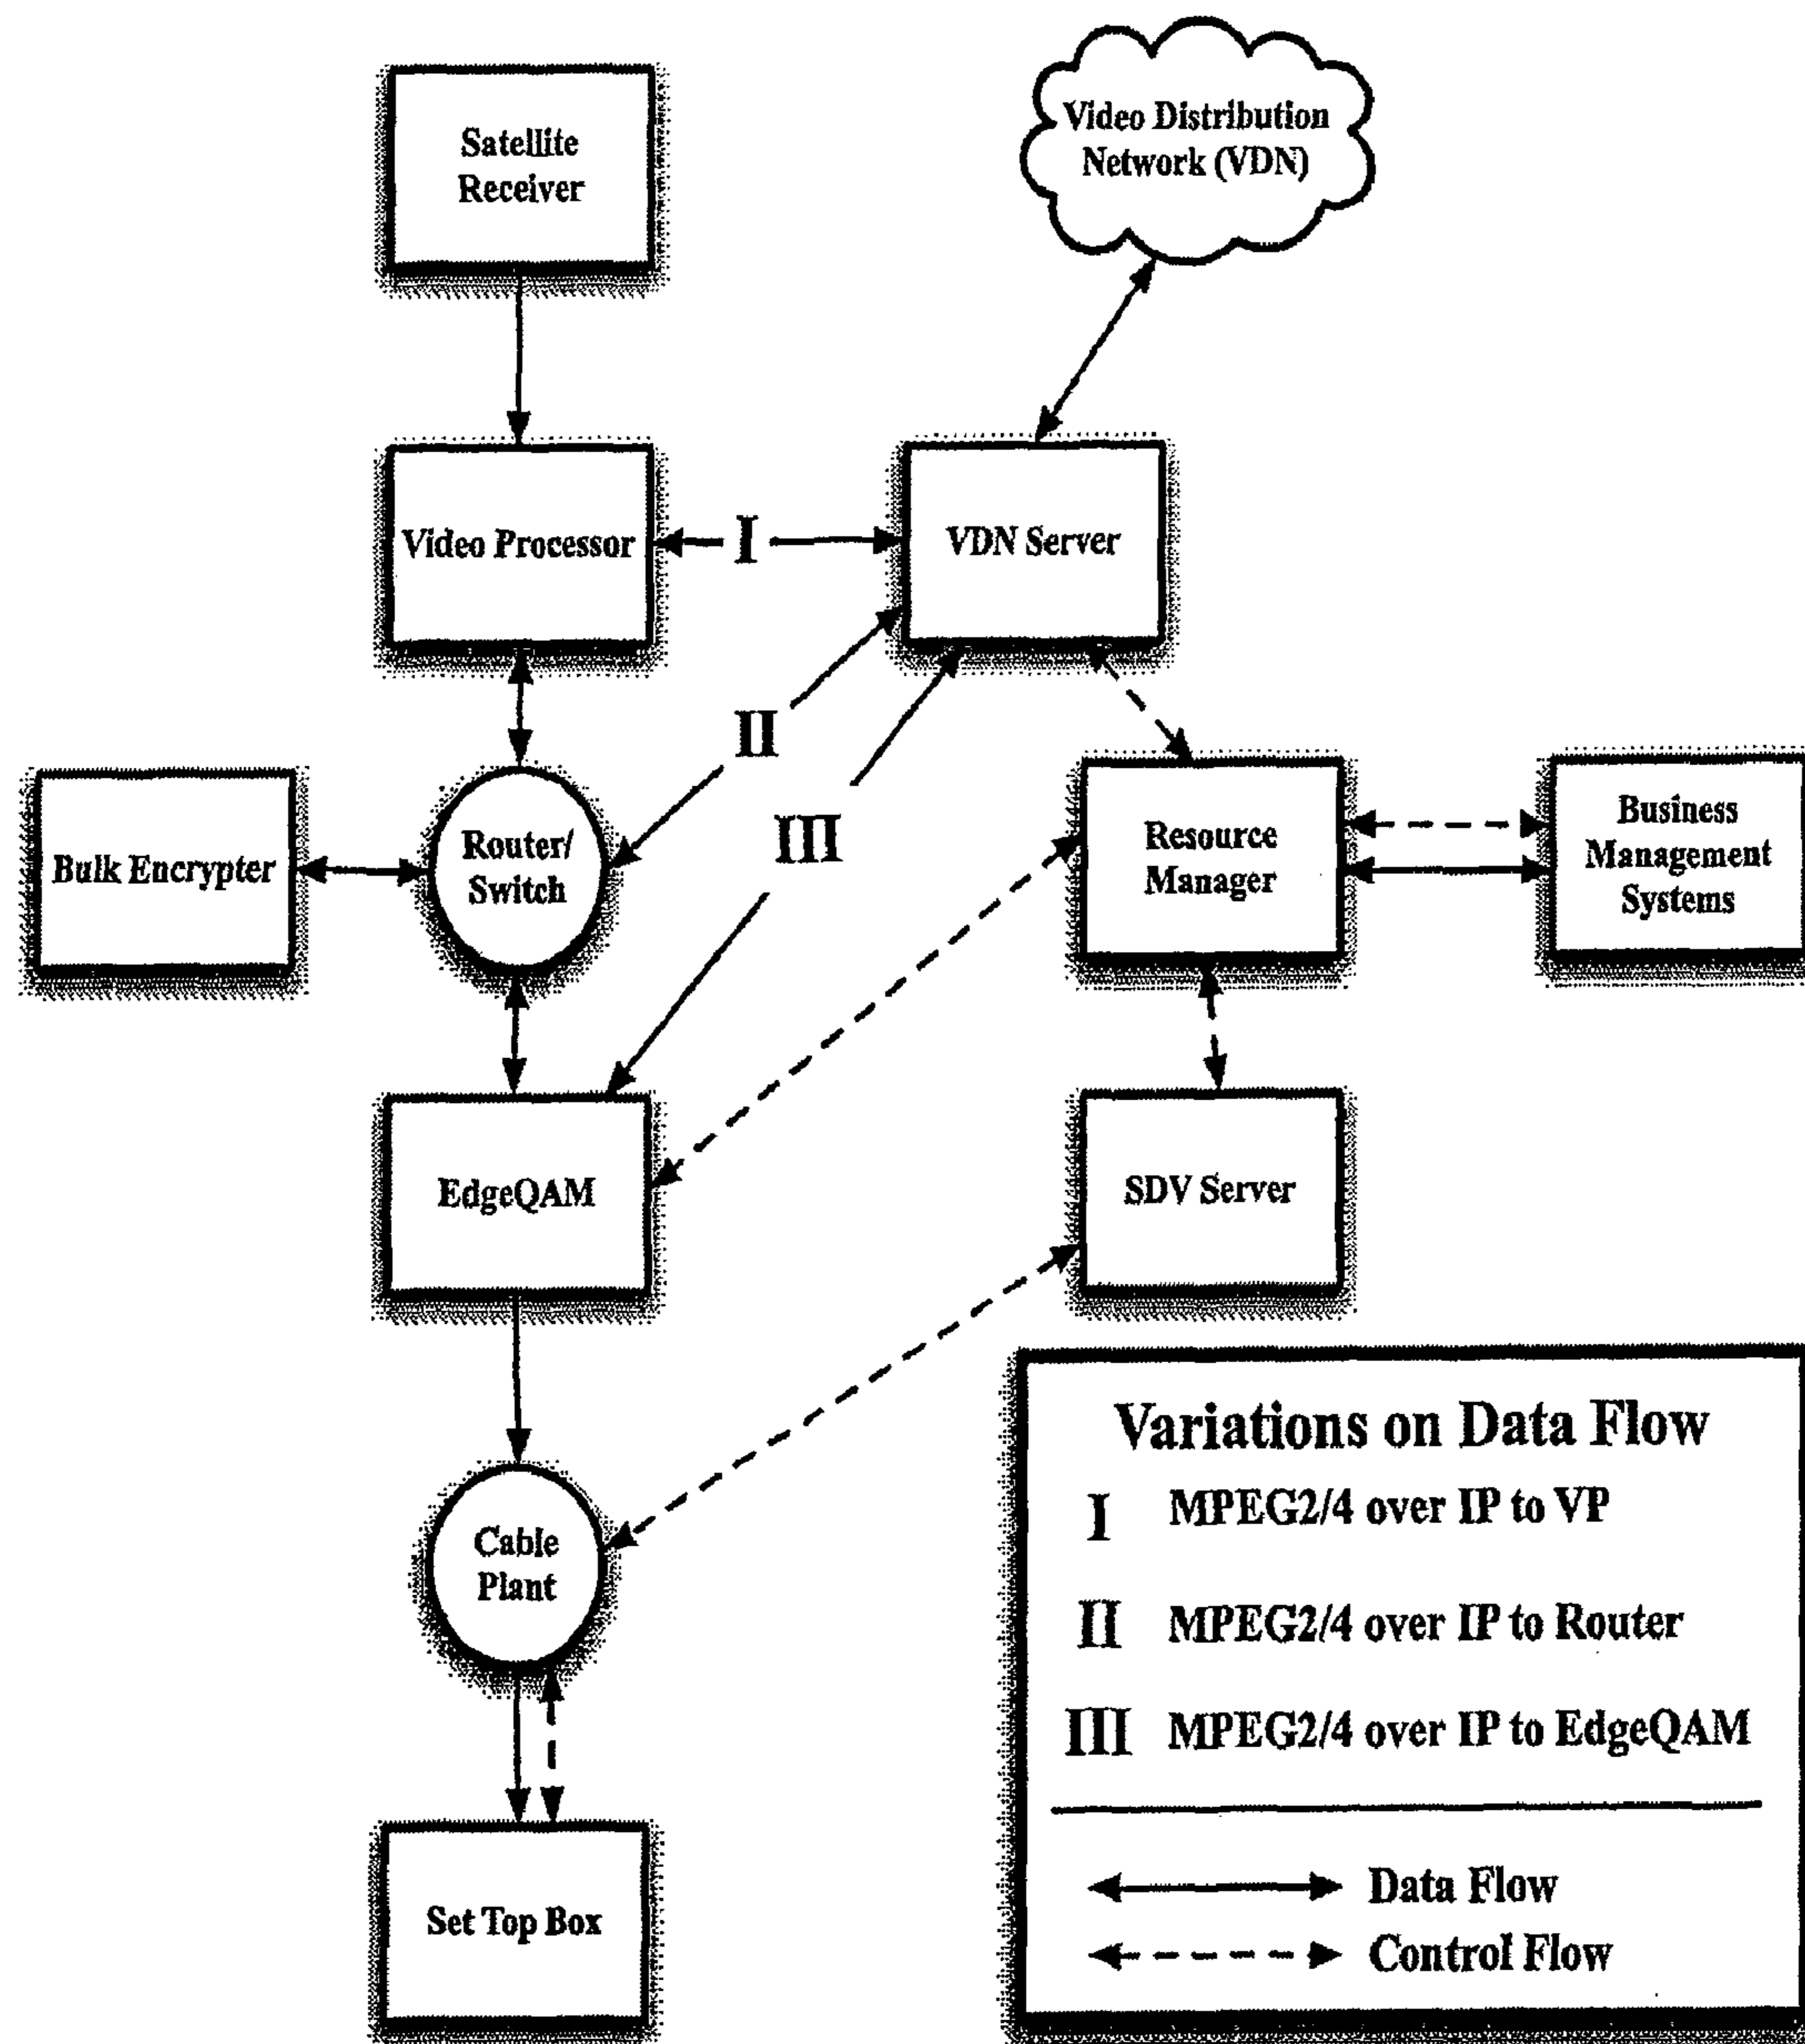 Satellite
Receiver
Video Distribution
Network (VDN)
Video Processor
I
VDN Server
II
III
Bulk Encrypter
Router/
Switch
Resource
Manager
Business
Management
Systems
EdgeQAM
SDV Server
Cable
Plant
Set Top Box
Variations on Data Flow
I MPEG2/4 over IP to VP
II MPEG2/4 over IP to Router
III MPEG2/4 over IP to EdgeQAM
Data Flow
Control Flow